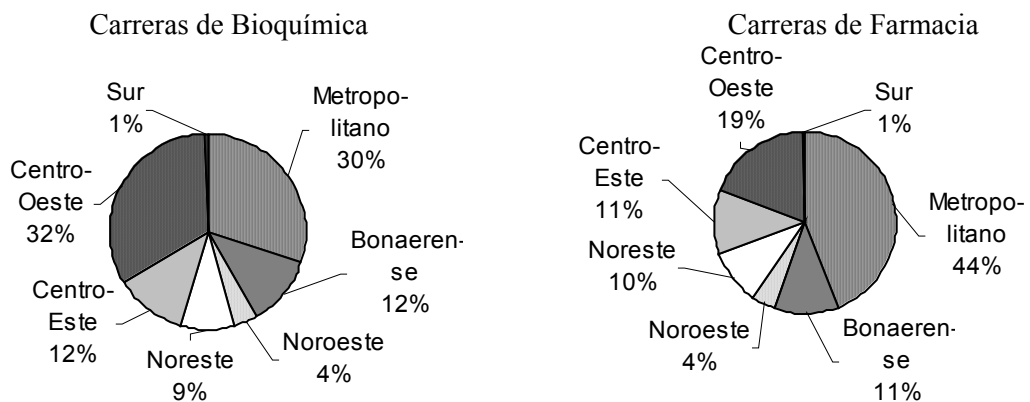 Carreras de Bioquímica
Sur
1%
Metropo-
litano
30%
Centro-
Oeste
32%
Bonaeren-
se
12%
Centro-
Este
12%
Noreste
9%
Noroeste
4%
Carreras de Farmacia
Centro-
Oeste
19%
Sur
1%
Centro-
Este
11%
Metropo-
litano
44%
Noreste
10%
Noroeste
4%
Bonaeren-
se
11%